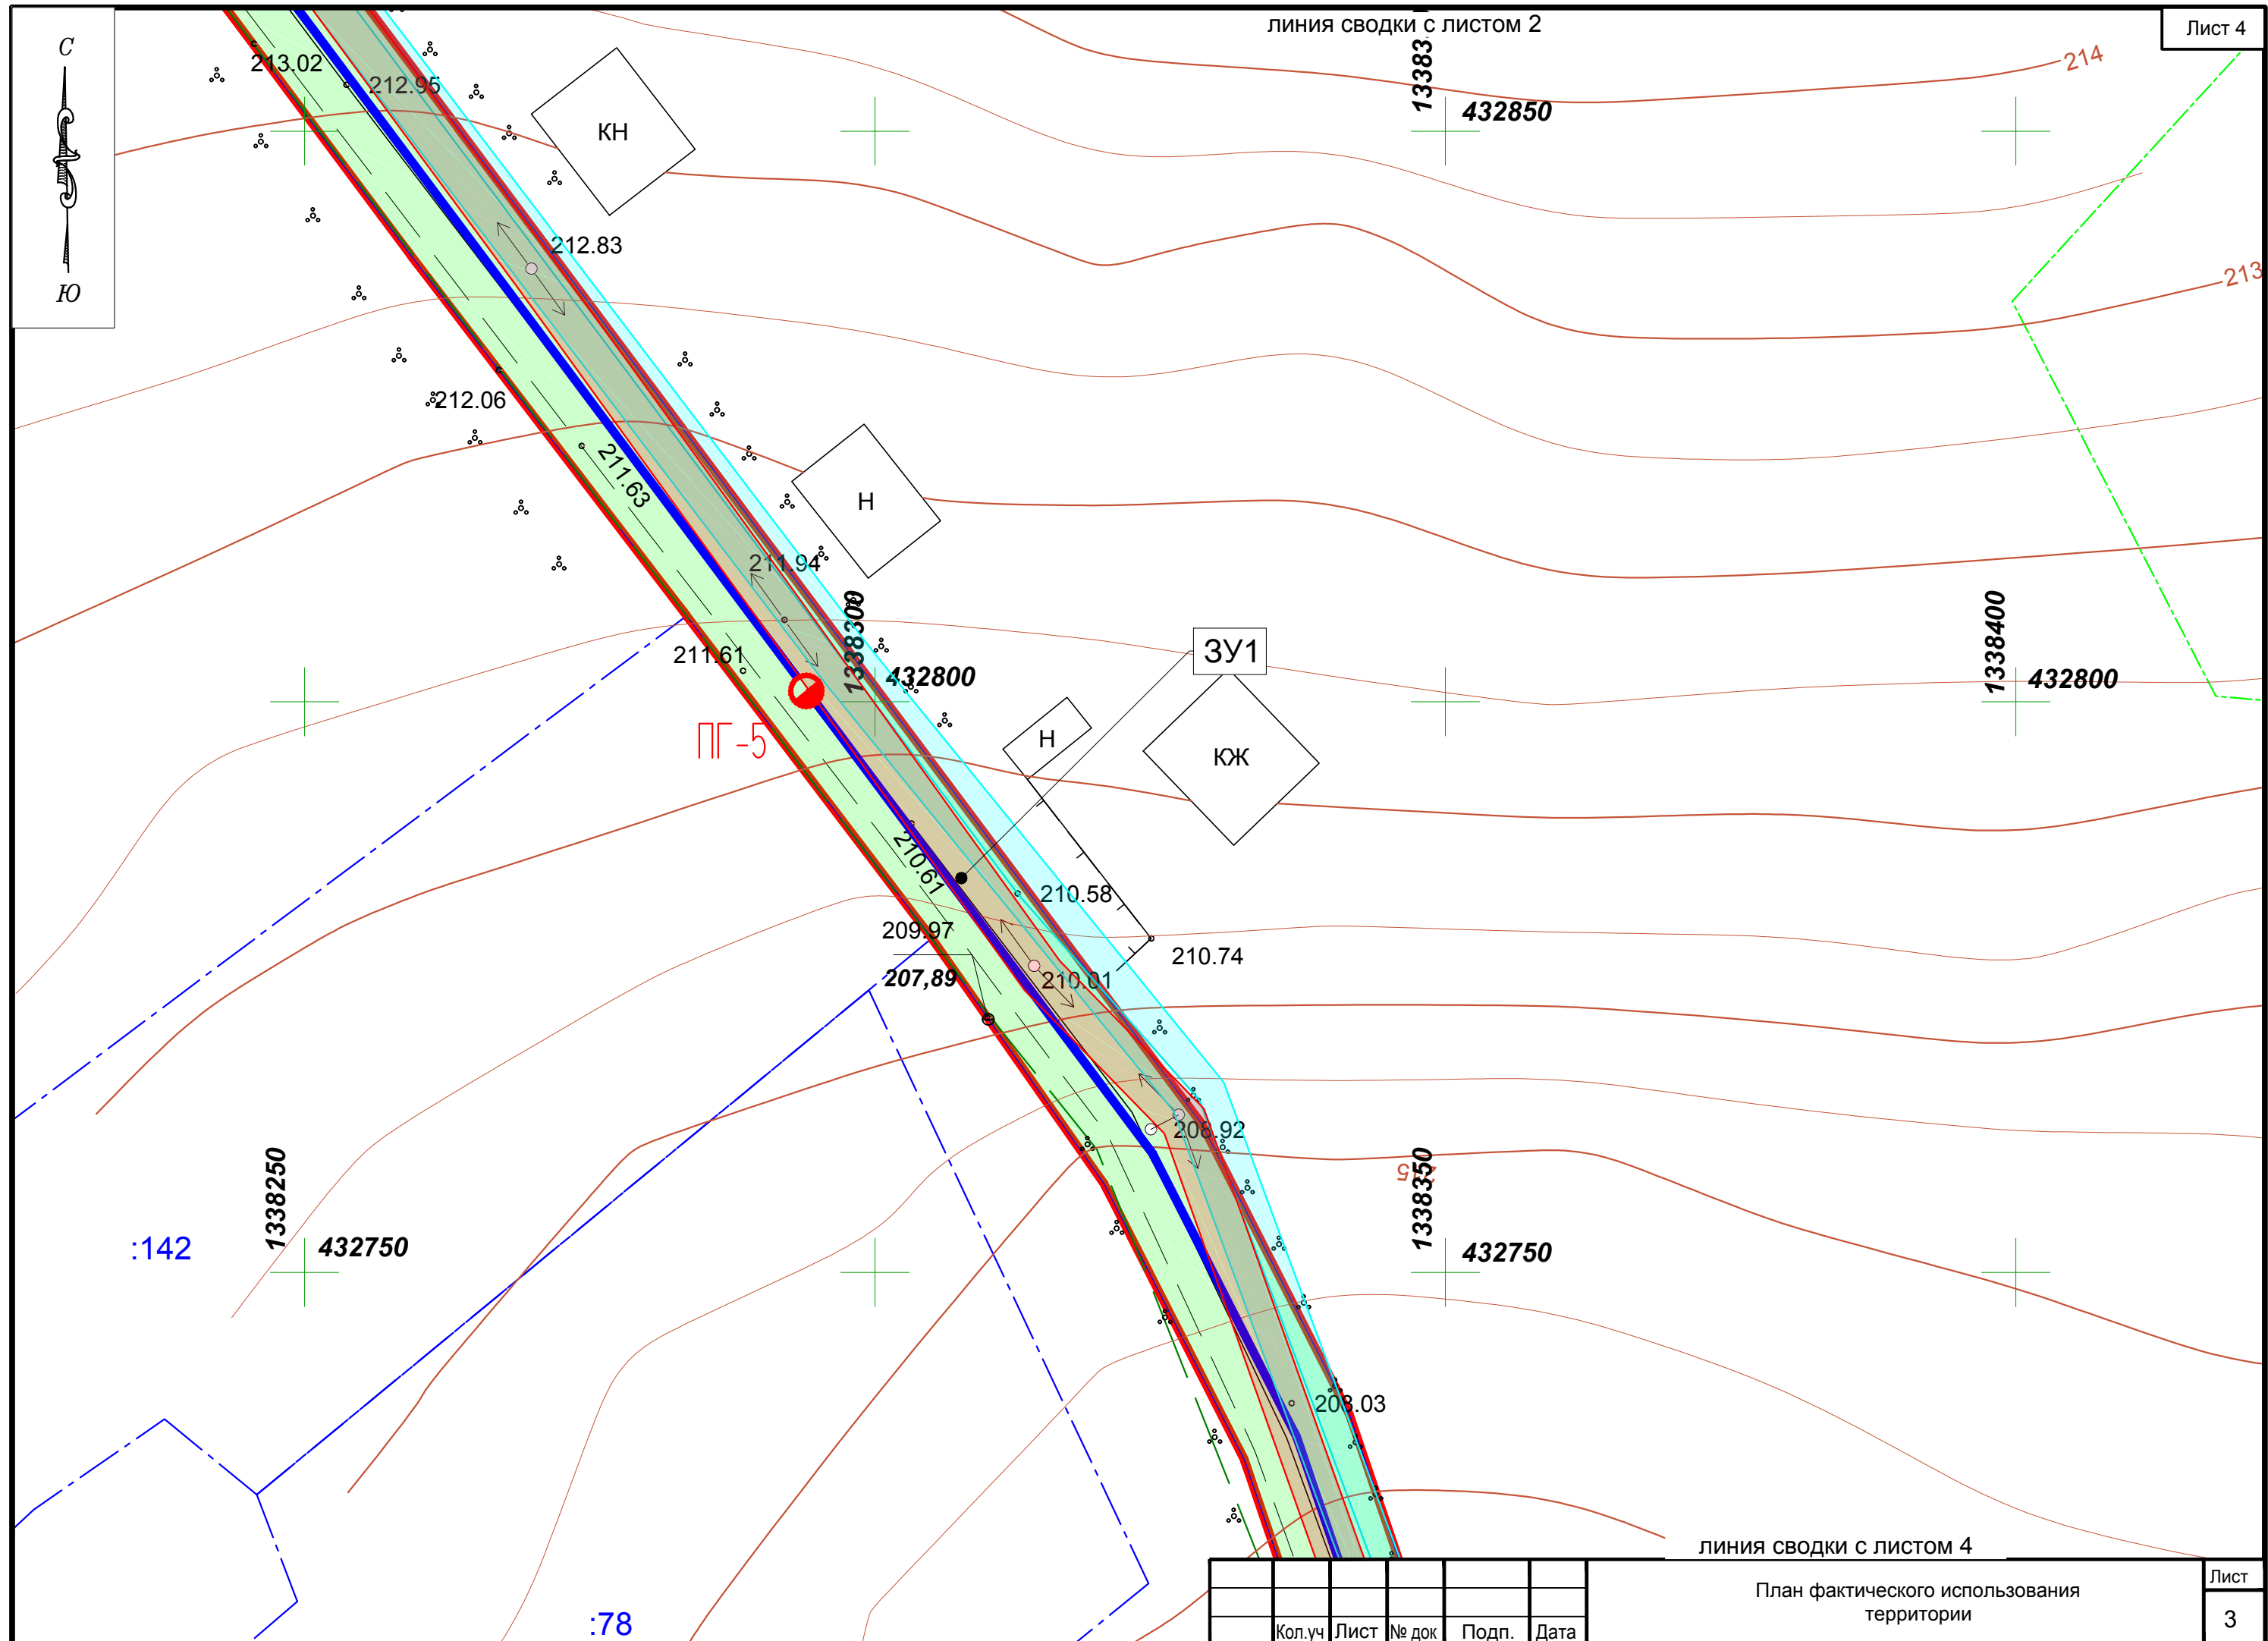 линия сводки с листом 2
Лист 4
С
Ю
213.02
212.95
13383
432850
214
КН
212.83
213
212.06
211.63
Н
211.94
1338300
432800
211.61
ЗУ1
1338400
432800
ПГ-5
Н
КЖ
210.61
210.58
209.97
207,89
210.74
210.01
208.92
215
1338250
432750
1338350
432750
:142
208.03
:78
линия сводки с листом 4
План фактического использования
территории
Лист
3
Кол.уч Лист № док Подп. Дата